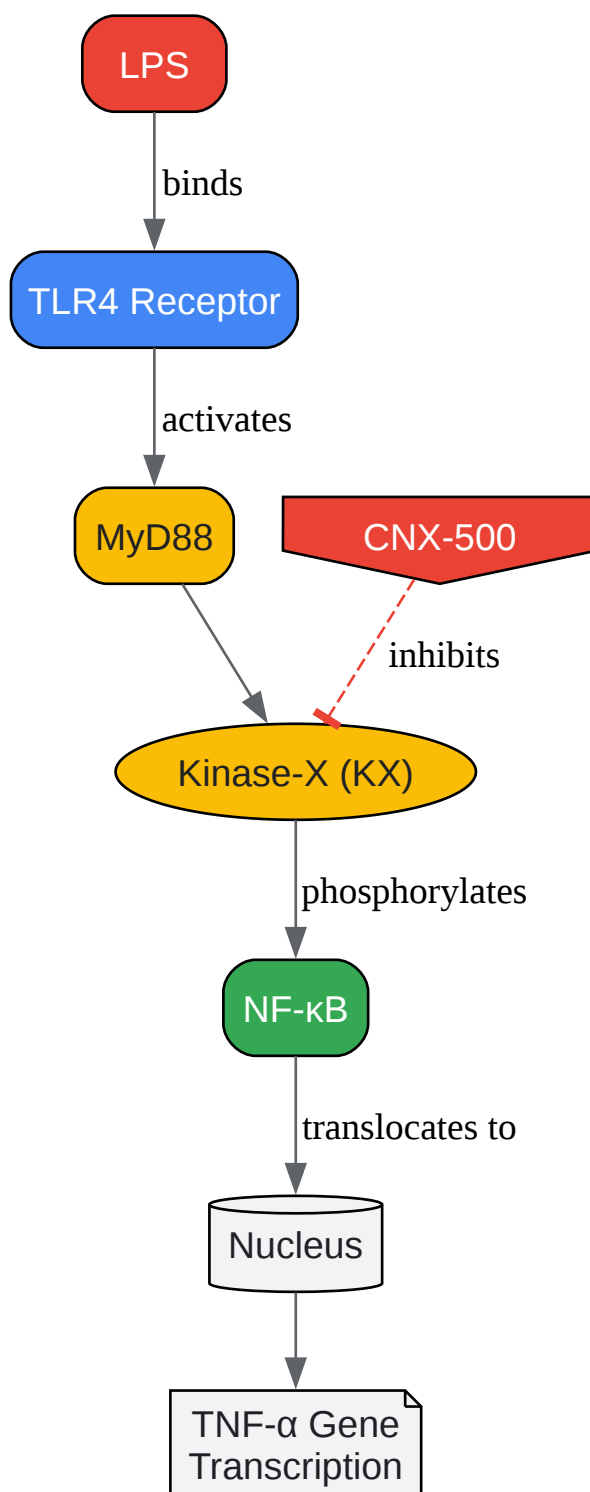 LPS
binds
TLR4 Receptor
activates
MyD88
CNX-500
inhibits
Kinase-X (KX)
phosphorylates
NF-κB
translocates to
Nucleus
TNF-α Gene
Transcription